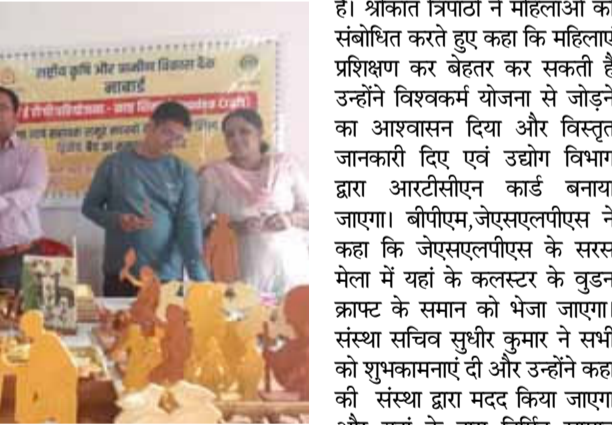 राष्ट्रीय कृषि और ग्रामीण विकास बैंक
नाबार्ड
है। श्रीकांत त्रिपाठी ने महिलाओं को
संबोधित करते हुए कहा कि महिलाएं
प्रशिक्षण कर बेहतर कर सकती हैं
उन्होंने विश्वकर्म योजना से जोड़ने
का आश्वासन दिया और विस्तृत
जानकारी दिए एवं उद्योग विभाग
द्वारा आरटीसीएन कार्ड बनाया
जाएगा। बीपीएम,जेएसएलपीएस ने
कहा कि जेएसएलपीएस के सरस
मेला में यहां के कलस्टर के वुडन
क्राफ्ट के समान को भेजा जाएगा।
संस्था सचिव सुधीर कुमार ने सभी
को शुभकामनाएं दी और उन्होंने कहा
की संस्था द्वारा मदद किया जाएगा